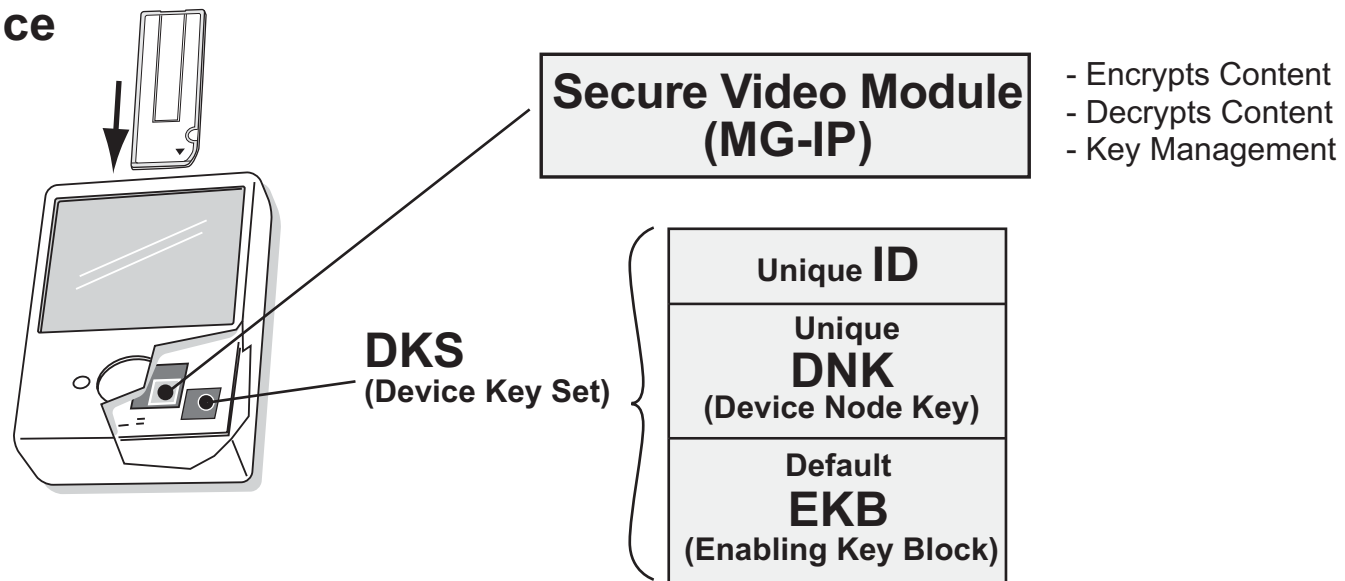 ce
Secure Video Module
(MG-IP)
- Encrypts Content
- Decrypts Content
- Key Management
DKS
(Device Key Set)
Unique ID
Unique
DNK
(Device Node Key)
Default
EKB
(Enabling Key Block)